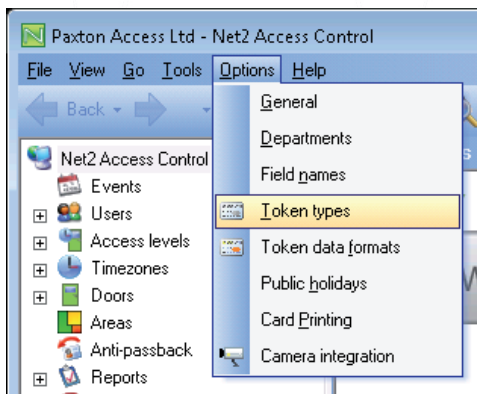 Paxton Access Ltd - Net2 Access Control
File View Go Tools Options Help
Back
General
Departments
Field names
Token types
Token data formats
Public holidays
Card Printing
Camera integration
Net2 Access Control
Events
Users
Access levels
Timezones
Doors
Areas
Anti-passback
Reports